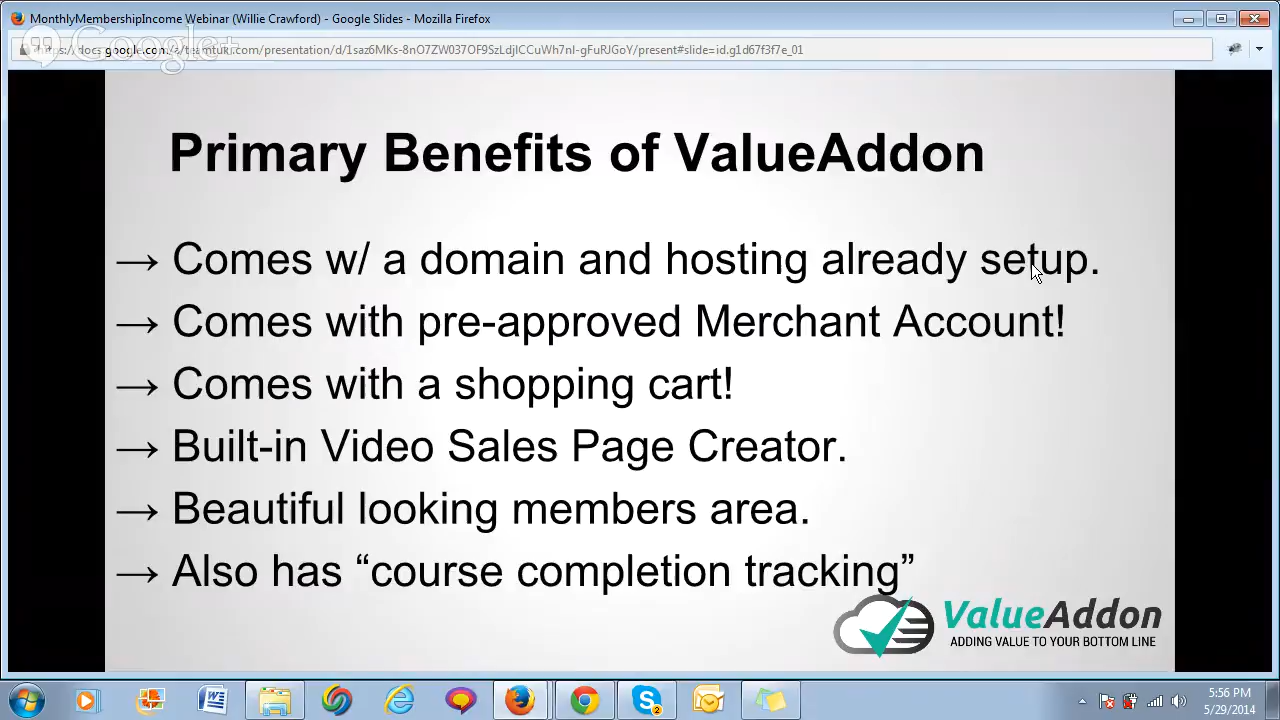 MonthlyMembershipIncome Webinar (Willie Crawford) - Google Slides - Mozilla Firefox
Google+
Primary Benefits of ValueAddon
→ Comes w/ a domain and hosting already setup.
→ Comes with pre-approved Merchant Account!
→ Comes with a shopping cart!
→ Built-in Video Sales Page Creator.
→ Beautiful looking members area.
→ Also has “course completion tracking”
ValueAddon
ADDING VALUE TO YOUR BOTTOM LINE
2
5:56 PM
5/29/2014